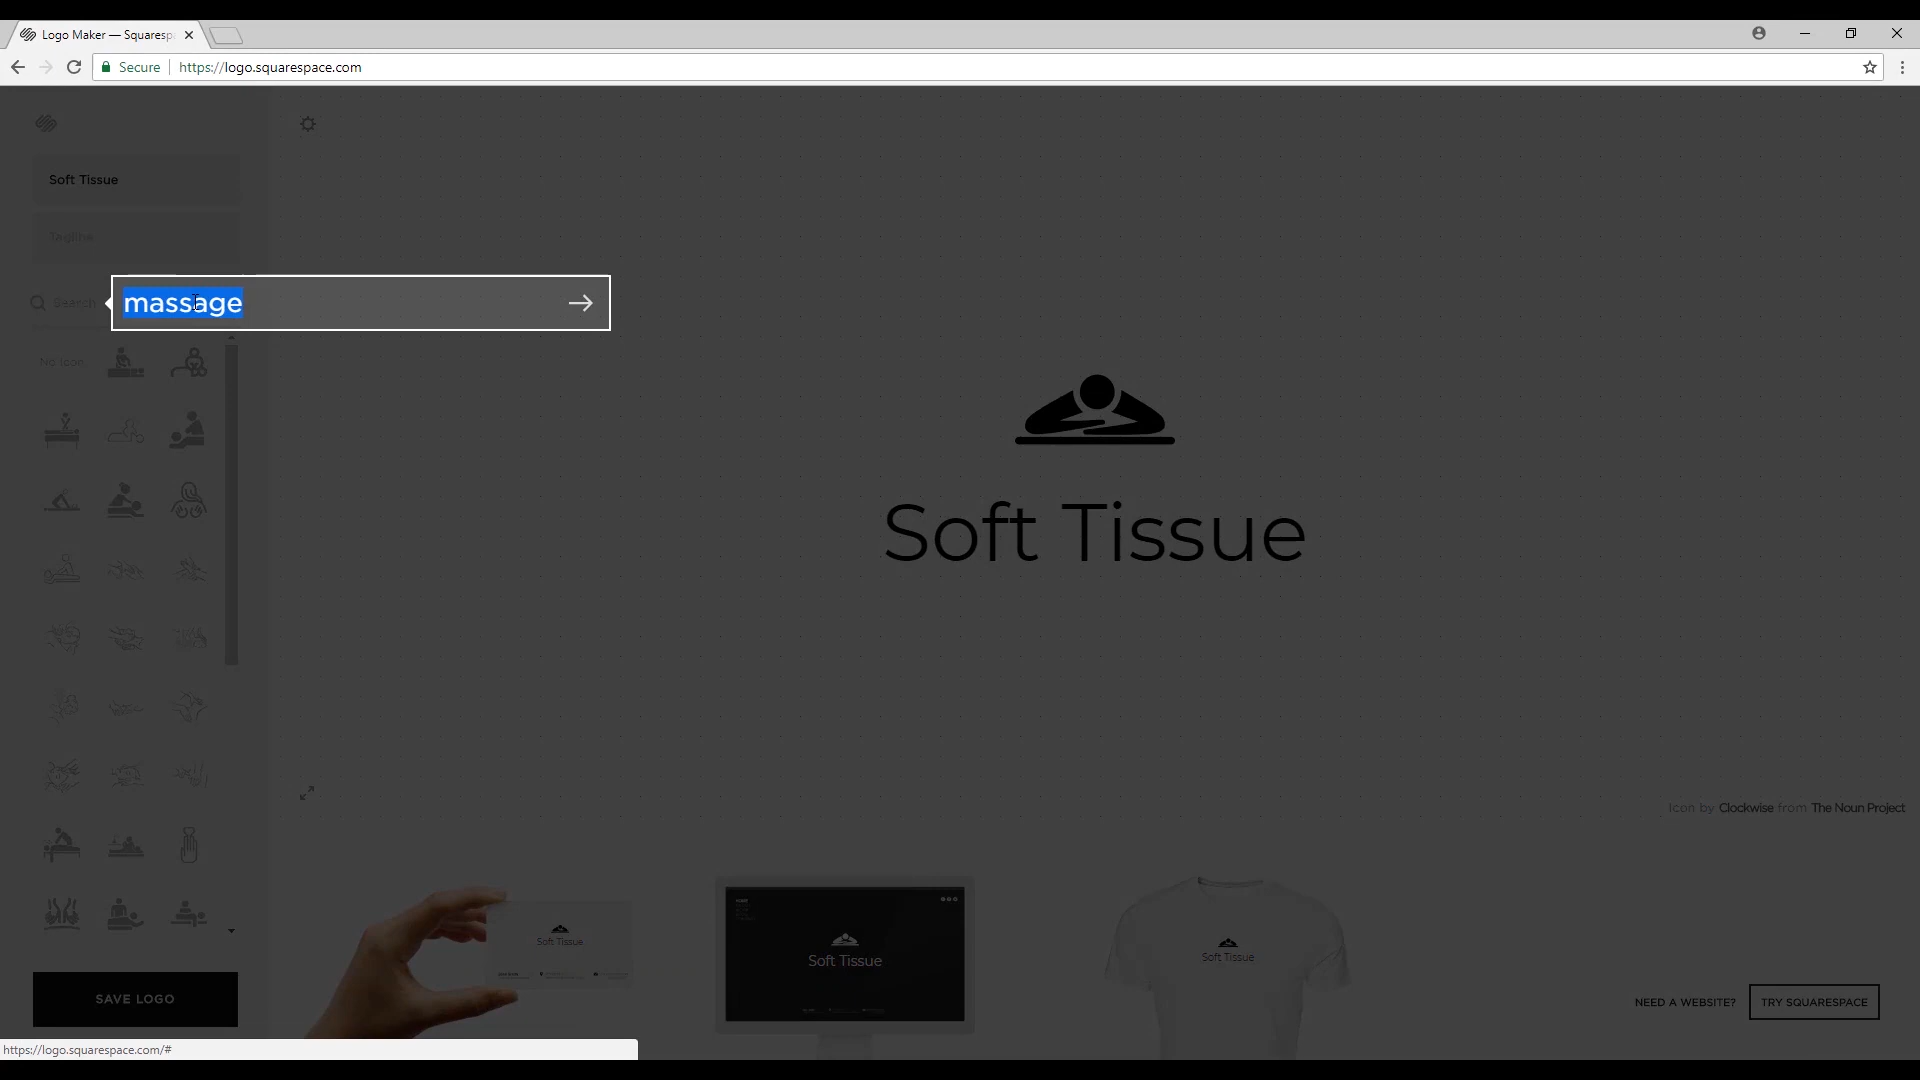 Logo Maker — Squaresp
Secure
https://logo.squarespace.com
Soft Tissue
Tagline
Search
massage
No Icon
Soft Tissue
Icon by Clockwise from The Noun Project
Soft Tissue
HOME
Soft Tissue
Soft Tissue
SAVE LOGO
NEED A WEBSITE?
TRY SQUARESPACE
https://logo.squarespace.com/#